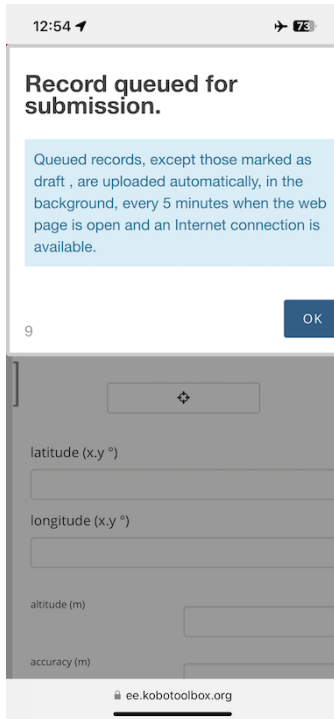 12:54
73
Record queued for
submission.
Queued records, except those marked as
draft , are uploaded automatically, in the
background, every 5 minutes when the web
page is open and an Internet connection is
available.
OK
9
latitude (x.y °)
longitude (x.y °)
altitude (m)
accuracy (m)
ee.kobotoolbox.org